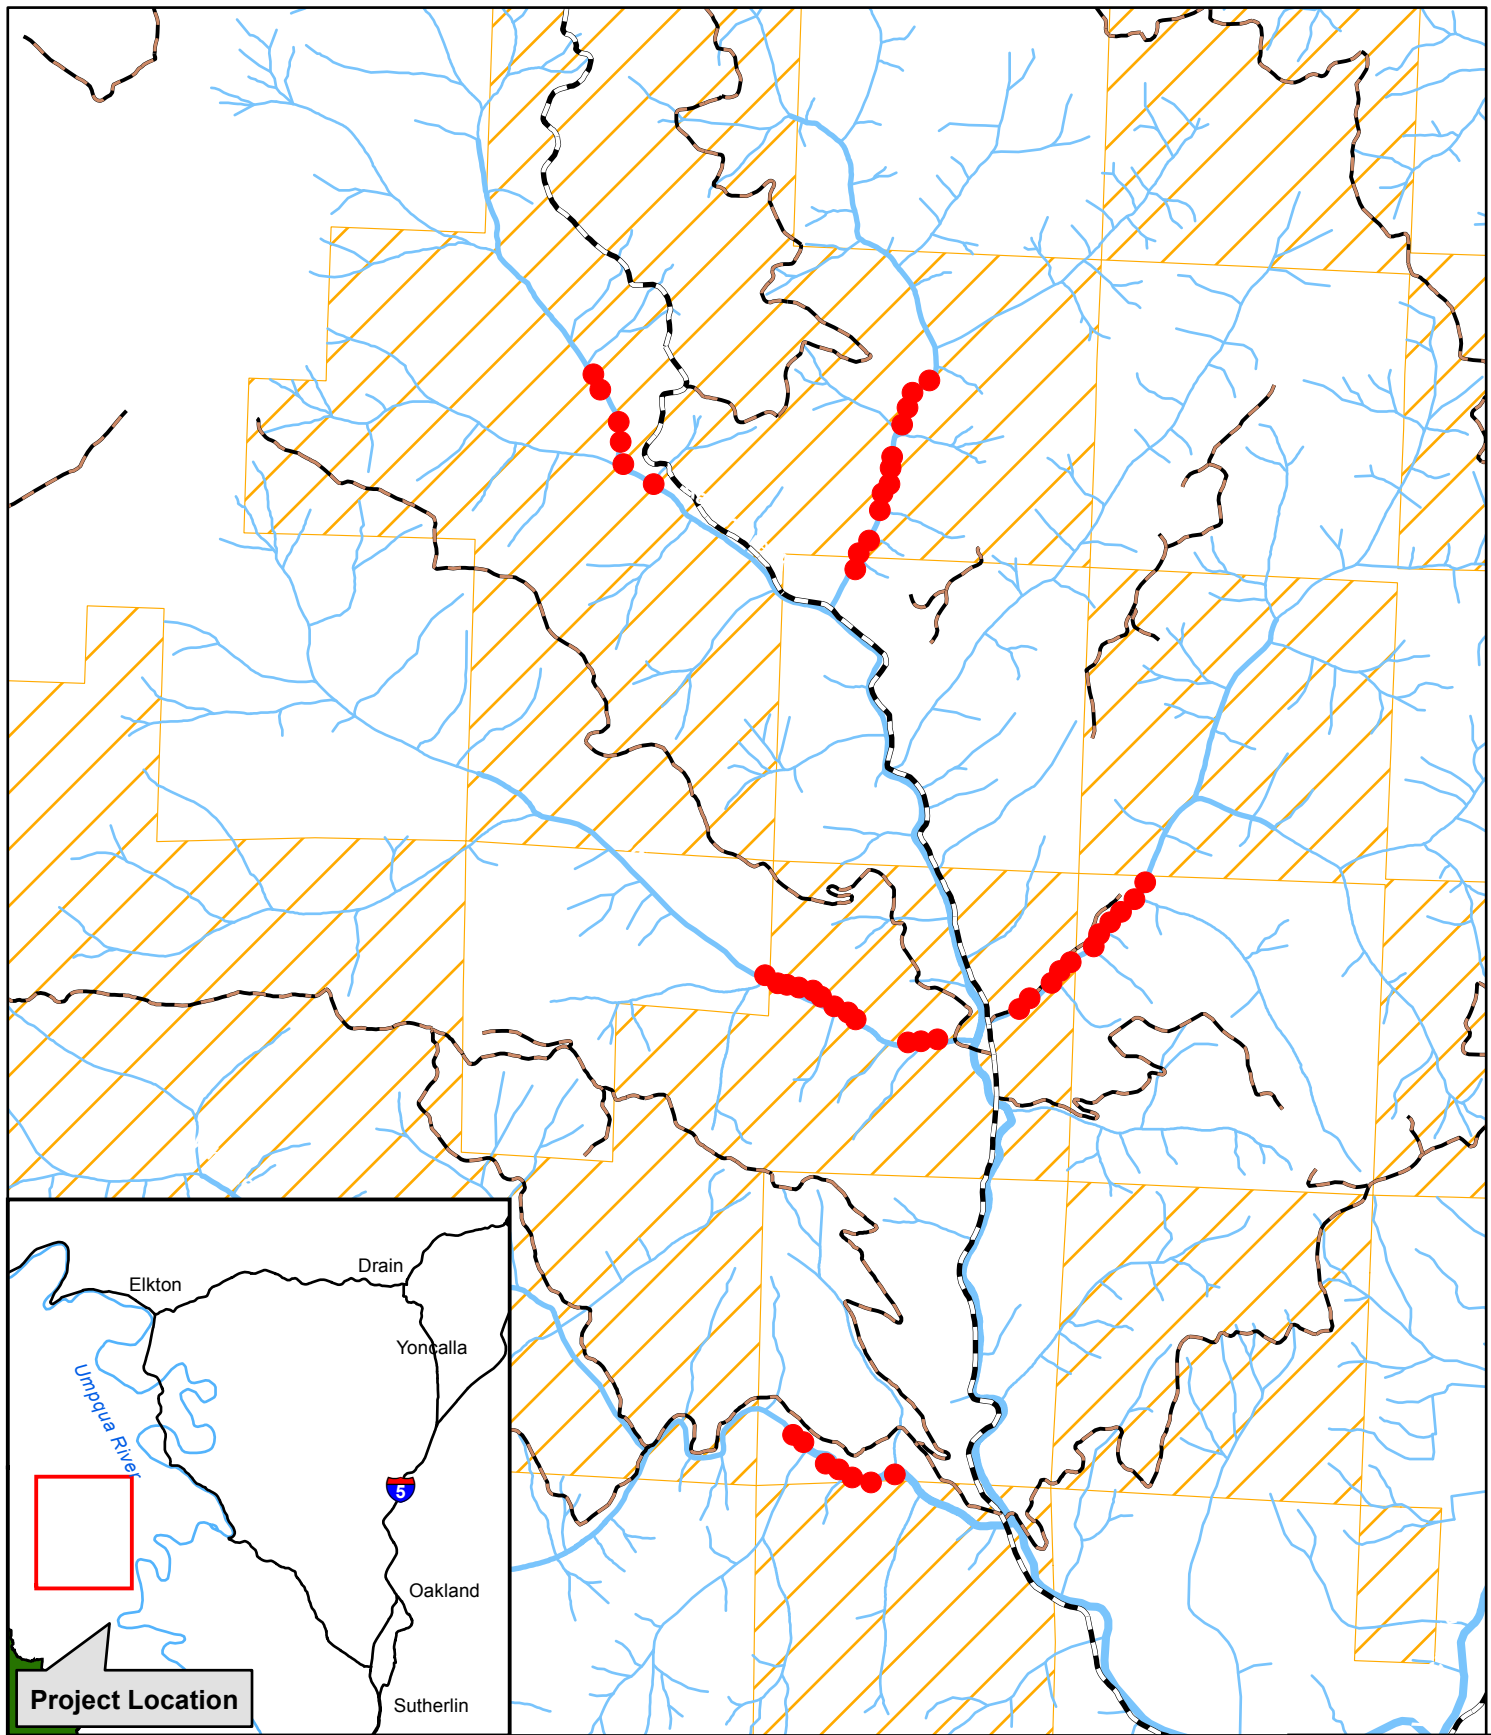 Drain
Elkton
Yoncalla
Umpqua River
5
Oakland
Project Location
Sutherlin